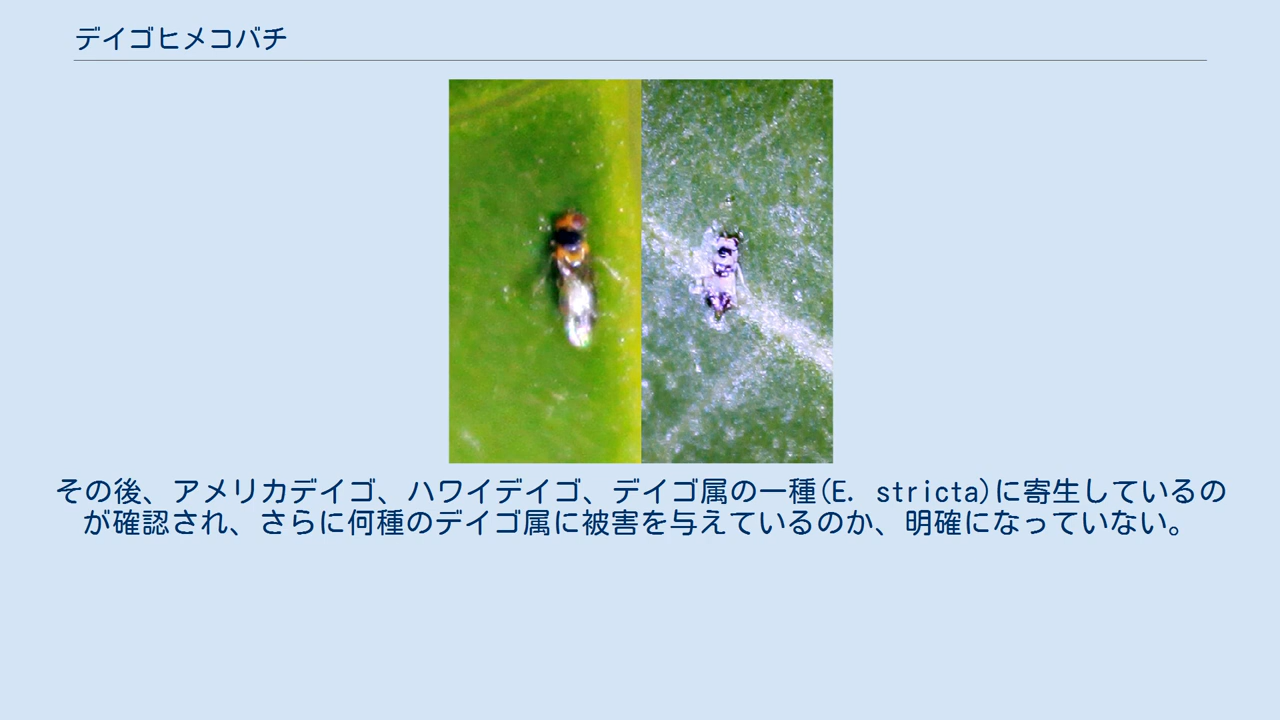 デイゴヒメコバチ
その後、アメリカデイゴ、ハワイデイゴ、デイゴ属の一種(E. stricta)に寄生しているの
が確認され、さらに何種のデイゴ属に被害を与えているのか、明確になっていない。